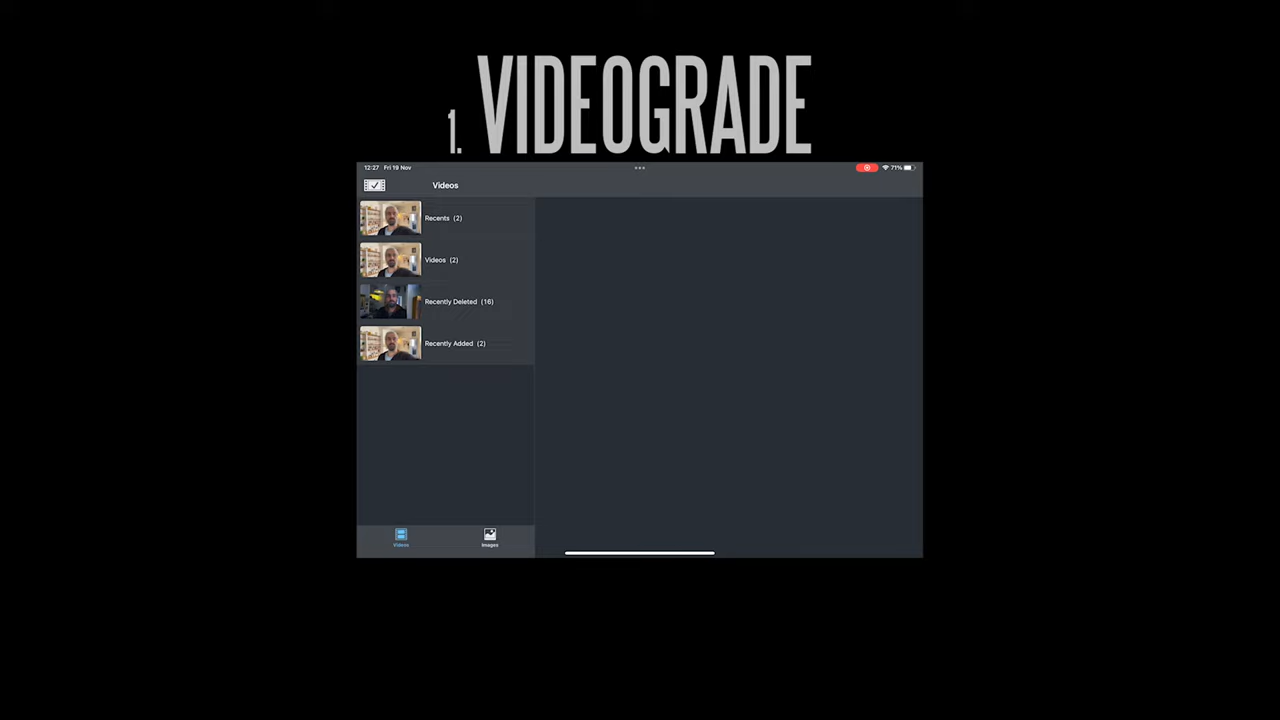 1. VIDEOGRADE
12:27 Fri 19 Nov
71%
Videos
Recents (2)
Videos (2)
Recently Deleted (16)
Recently Added (2)
Videos
Images